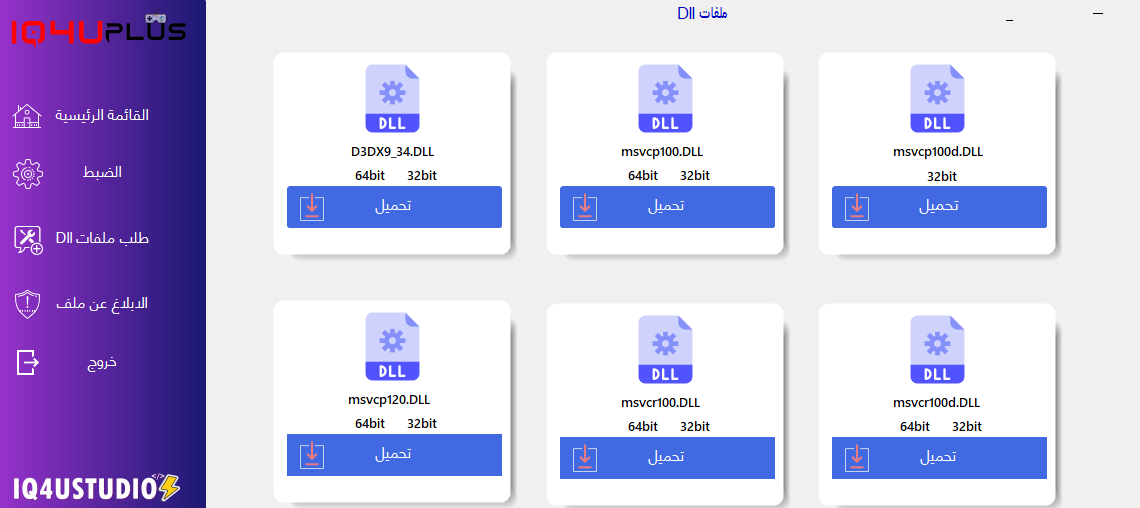 IQ4UPLUS
ملفات Dll
القائمة الرئيسية
الضبط
طلب ملفات Dll
الابلاغ عن ملف
خروج
IQ4USTUDIO
</>
DLL
D3DX9_34.DLL
64bit 32bit
تحميل
DLL
msvcp100.DLL
64bit 32bit
تحميل
DLL
msvcp100d.DLL
32bit
تحميل
DLL
msvcp120.DLL
64bit 32bit
تحميل
DLL
msvcr100.DLL
64bit 32bit
تحميل
DLL
msvcr100d.DLL
64bit 32bit
تحميل